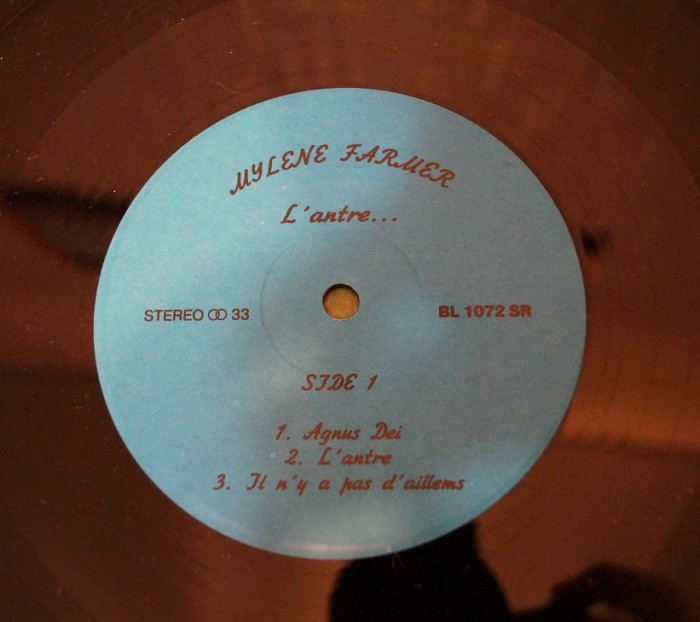 MYLENE FARMER
L'antre...
STEREO 33
BL 1072 SR
SIDE 1
1. Agnus Dei
2. L'antre
3. Il n'y a pas d'aillems